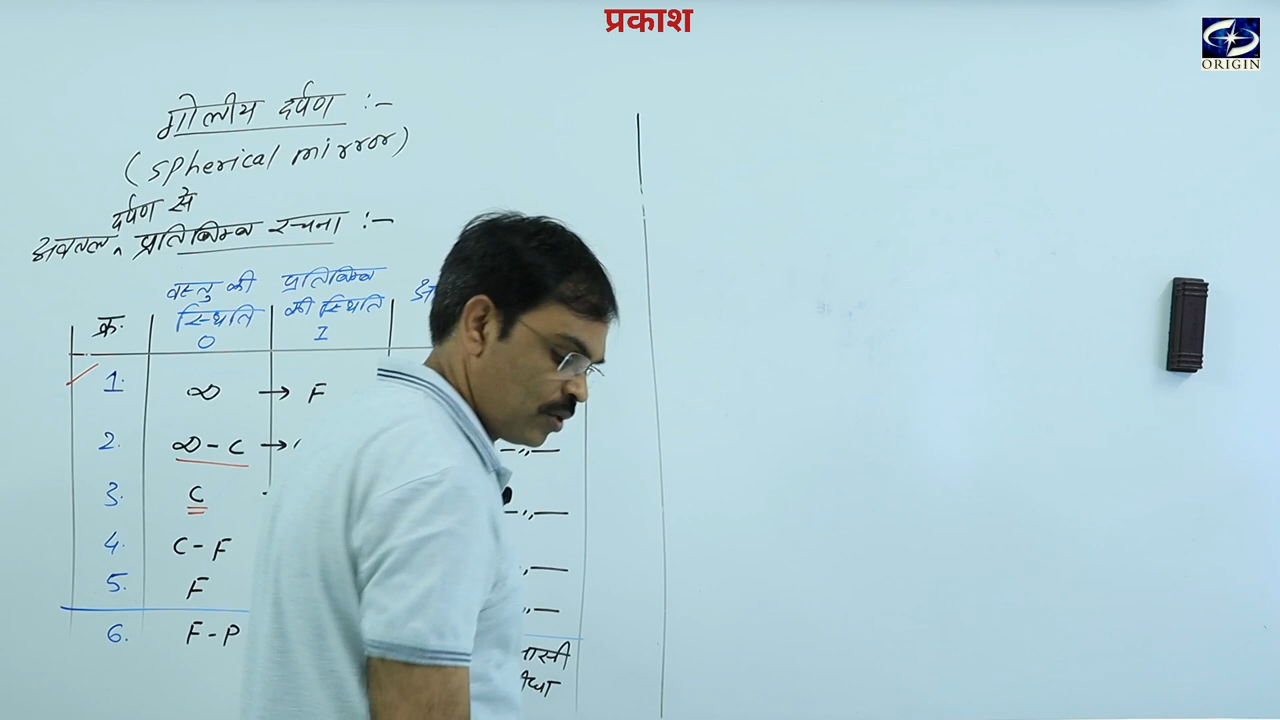 प्रकाश
ORIGIN
गोलीय दर्पण :-
(Spherical mirror)
दर्पण से
अवतल ^ प्रतिबिम्ब रचना :-
क्र. वस्तु की स्थिति O प्रतिबिम्ब की स्थिति I
1. ∞ → F
2. ∞ - C →
3. C
4. C - F
5. F
6. F - P